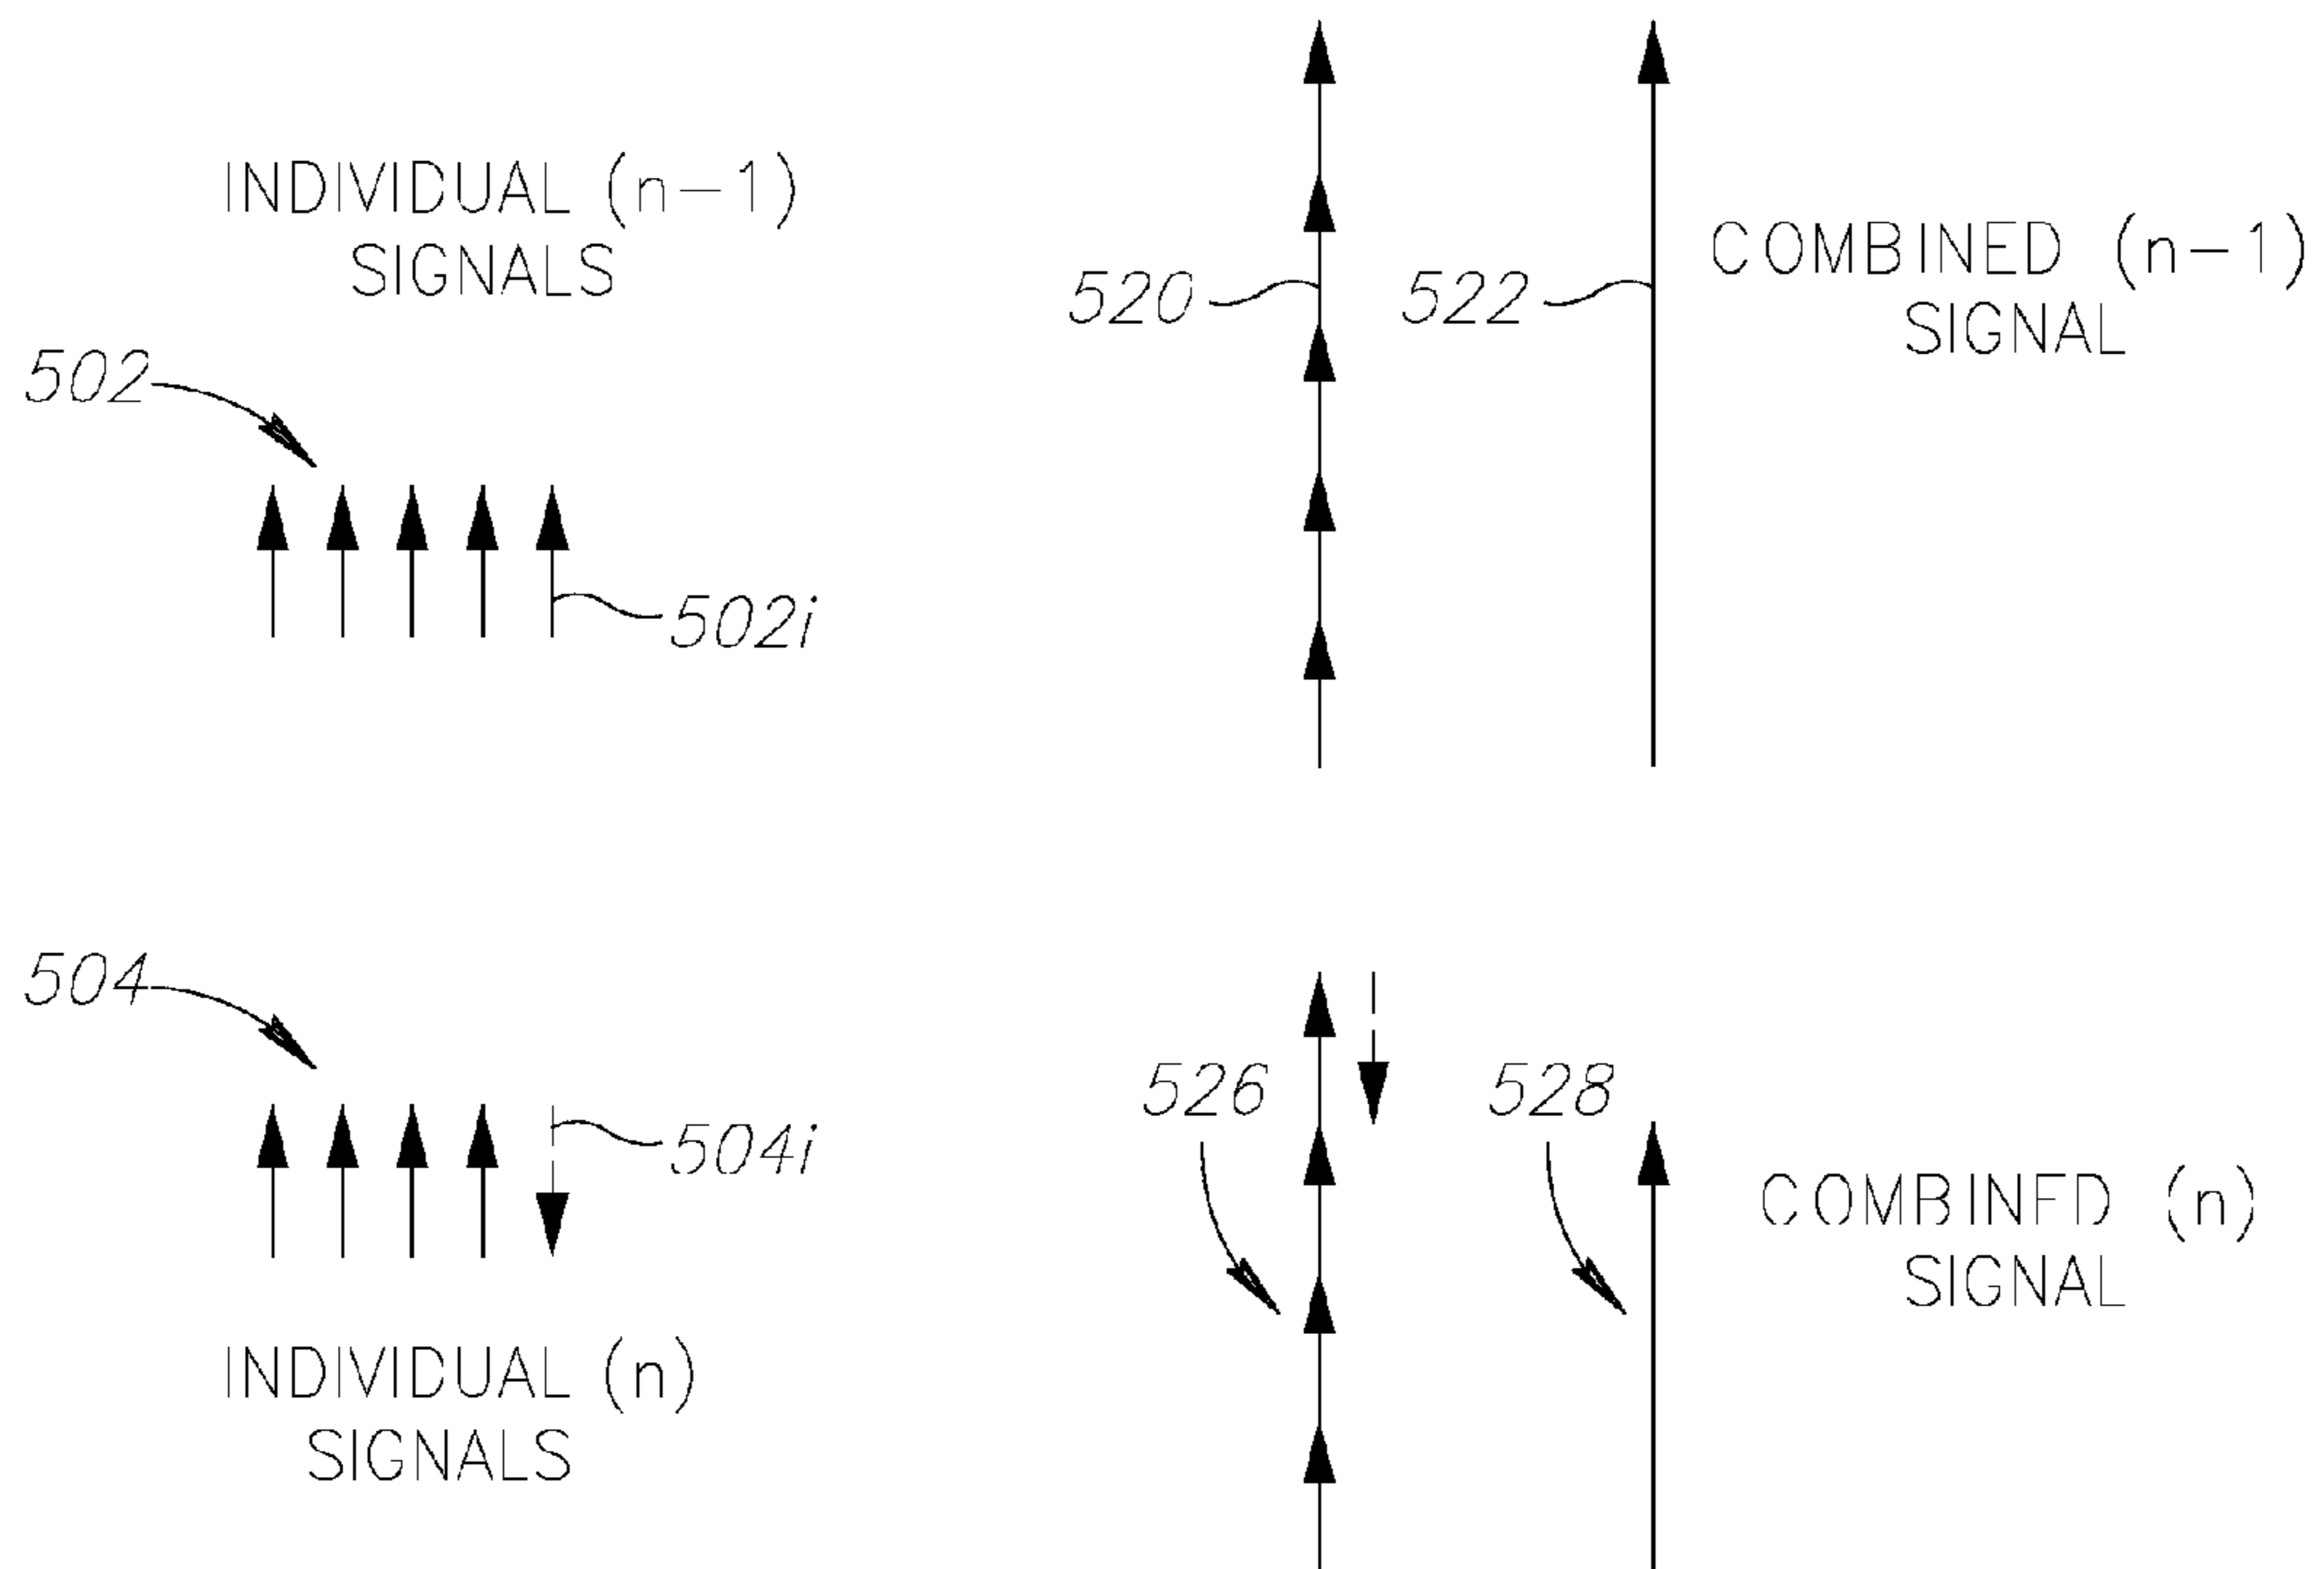 INDIVIDUAL (n-1)
SIGNALS
502
502i
520
522
COMBINED (n-1)
SIGNAL
504
504i
INDIVIDUAL (n)
SIGNALS
526
528
COMBINED (n)
SIGNAL